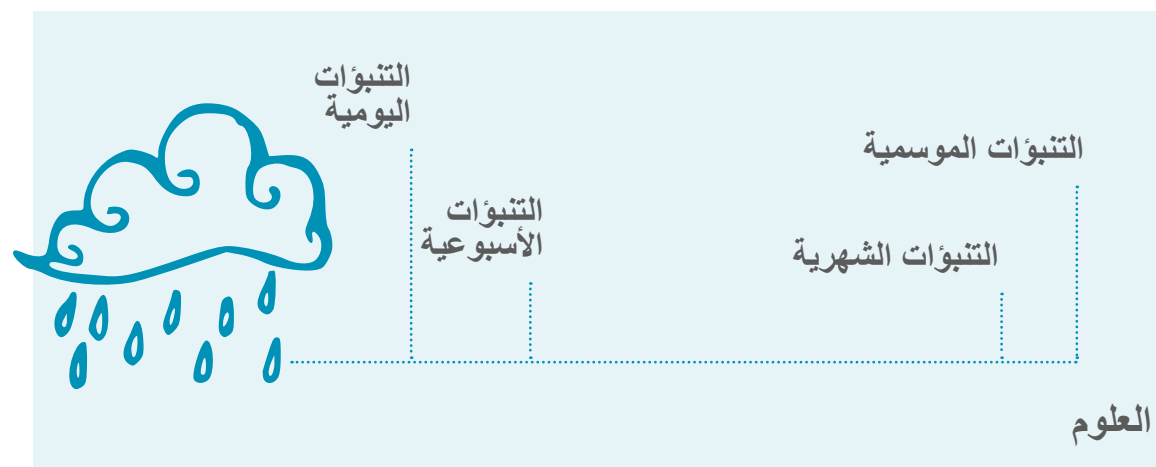 التنبؤات
اليومية
التنبؤات الموسمية
التنبؤات
الأسبوعية
التنبؤات الشهرية
العلوم